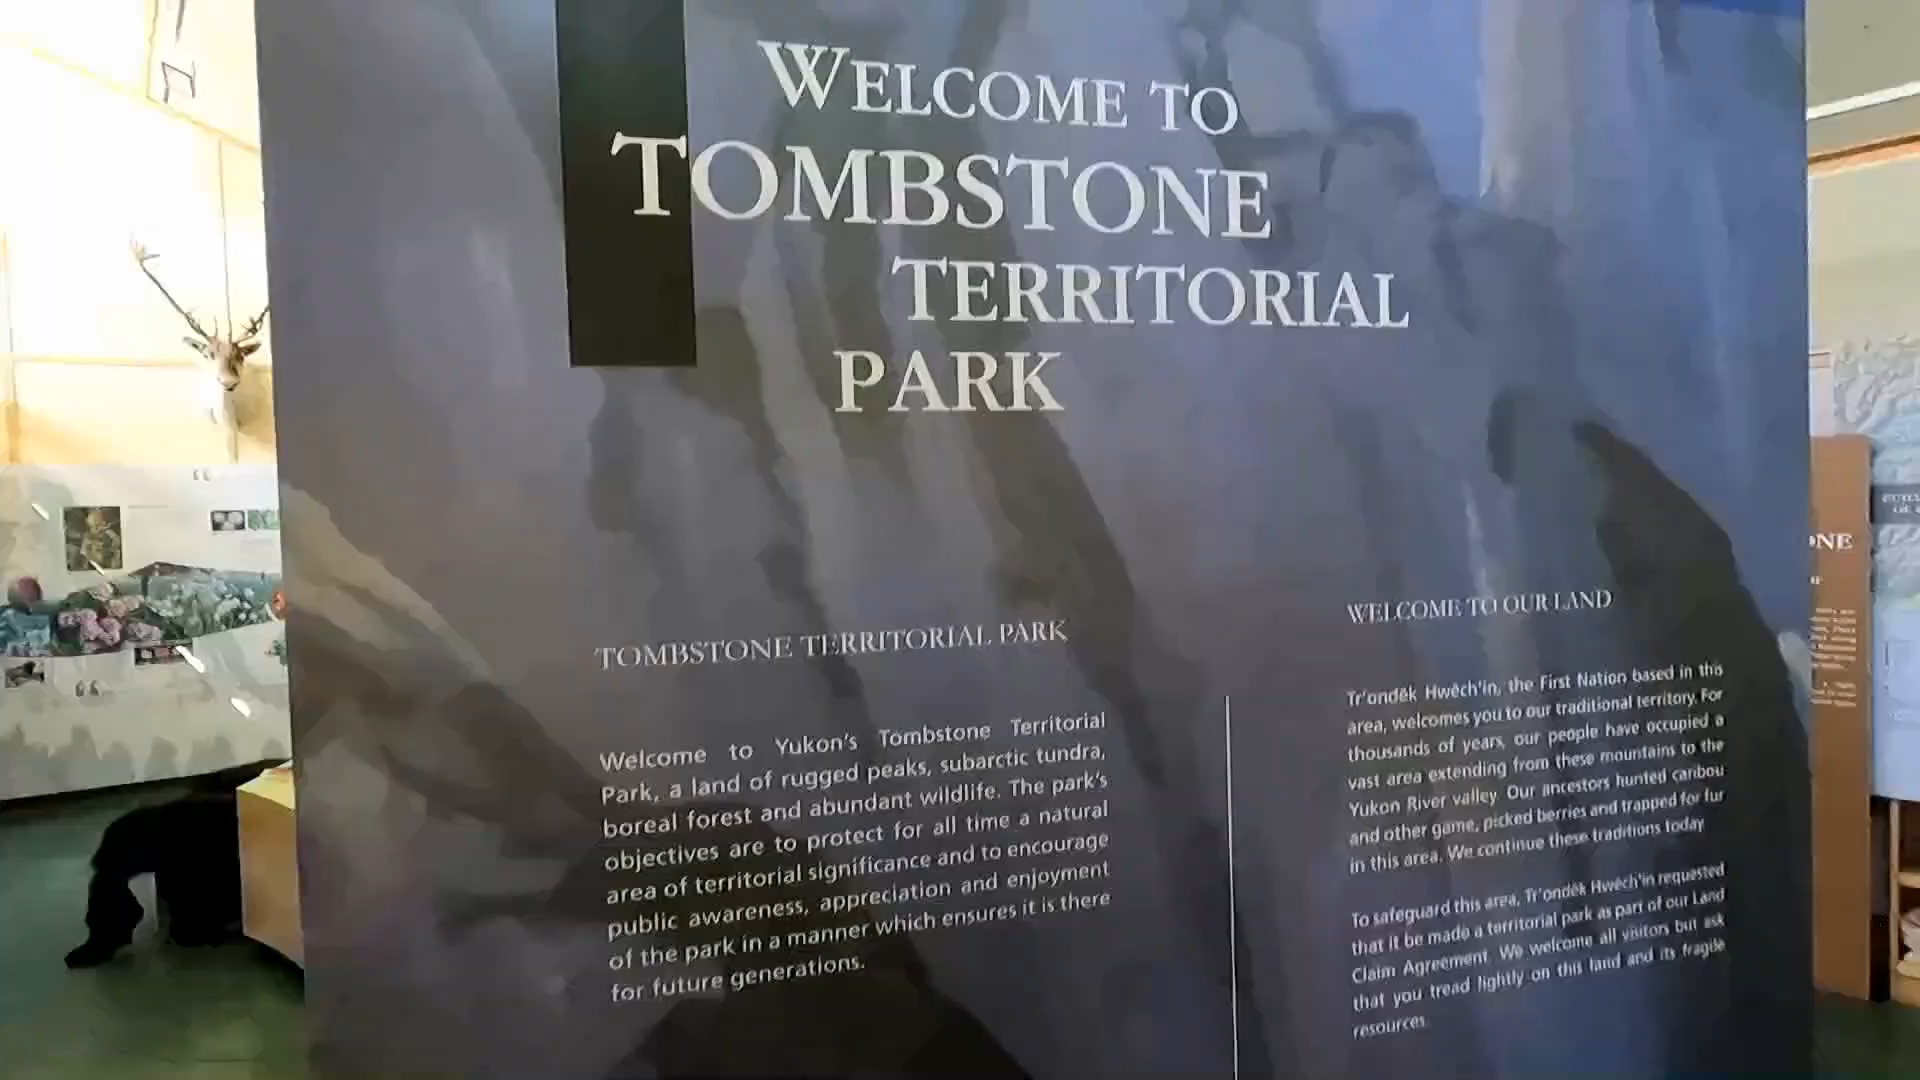 WELCOME TO
TOMBSTONE
TERRITORIAL
PARK
TOMBSTONE TERRITORIAL PARK
Welcome to Yukon's Tombstone Territorial
Park, a land of rugged peaks, subarctic tundra,
boreal forest and abundant wildlife. The park's
objectives are to protect for all time a natural
area of territorial significance and to encourage
public awareness, appreciation and enjoyment
of the park in a manner which ensures it is there
for future generations.
WELCOME TO OUR LAND
Tr'ondëk Hwëch'in, the First Nation based in this
area, welcomes you to our traditional territory. For
thousands of years, our people have occupied a
vast area extending from these mountains to the
Yukon River valley. Our ancestors hunted caribou
and other game, picked berries and trapped for fur
in this area. We continue these traditions today.
To safeguard this area, Tr'ondëk Hwëch'in requested
that it be made a territorial park as part of our Land
Claim Agreement. We welcome all visitors but ask
that you tread lightly on this land and its fragile
resources.